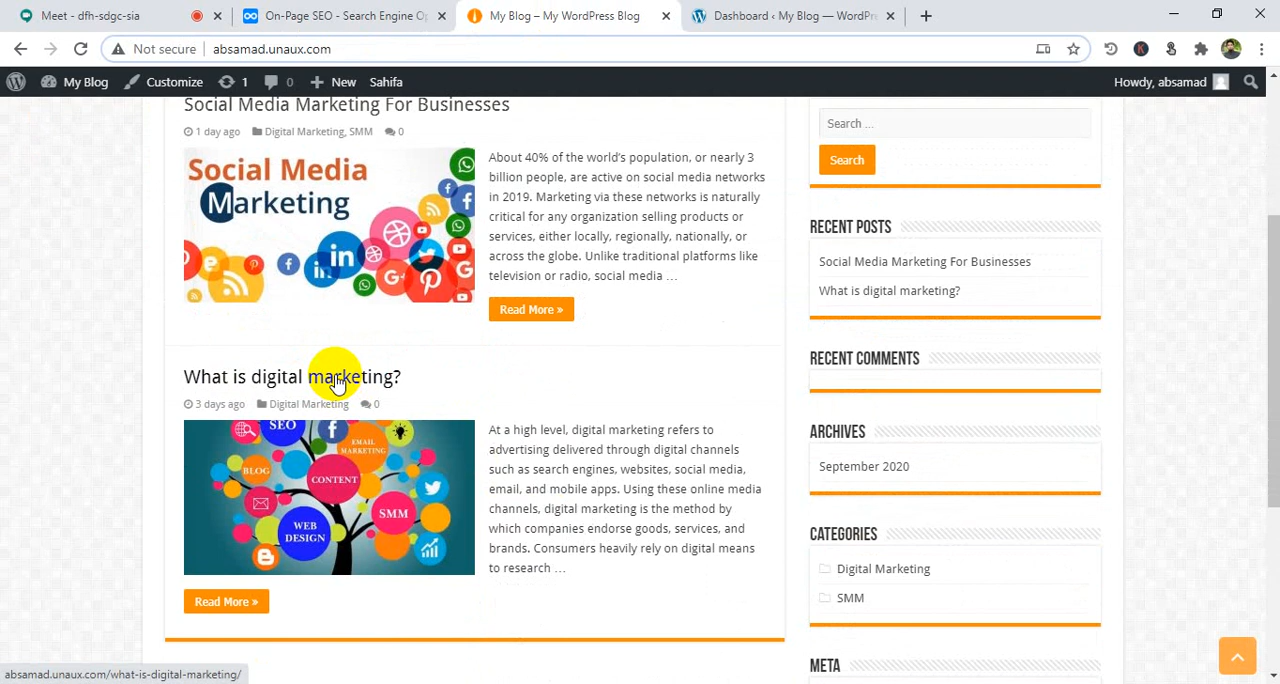 Meet - dfh-sdgc-sia
On-Page SEO - Search Engine Op
My Blog – My WordPress Blog
Dashboard ‹ My Blog — WordPr
Not secure absamad.unaux.com
My Blog Customize 1 0 New Sahifa Howdy, absamad
Social Media Marketing For Businesses
1 day ago Digital Marketing, SMM 0
Social Media
Marketing
in
About 40% of the world's population, or nearly 3
billion people, are active on social media networks
in 2019. Marketing via these networks is naturally
critical for any organization selling products or
services, either locally, regionally, nationally, or
across the globe. Unlike traditional platforms like
television or radio, social media …
Read More »
What is digital marketing?
3 days ago Digital Marketing 0
SEO
EMAIL
MARKETING
BLOG
CONTENT
SMM
WEB
DESIGN
At a high level, digital marketing refers to
advertising delivered through digital channels
such as search engines, websites, social media,
email, and mobile apps. Using these online media
channels, digital marketing is the method by
which companies endorse goods, services, and
brands. Consumers heavily rely on digital means
to research …
Read More »
Search …
Search
RECENT POSTS
Social Media Marketing For Businesses
What is digital marketing?
RECENT COMMENTS
ARCHIVES
September 2020
CATEGORIES
Digital Marketing
SMM
META
absamad.unaux.com/what-is-digital-marketing/